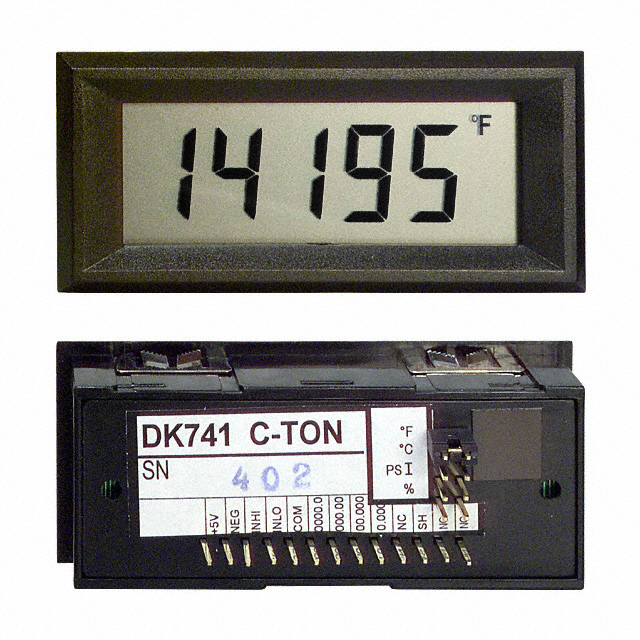 14195 °F
DK741 C-TON
°F
°C
PSI
%
SN
402
+5V
NEG
INHI
INLO
COM
0000.0
000.00
00.000
0.000
NC
SH
NC
NC